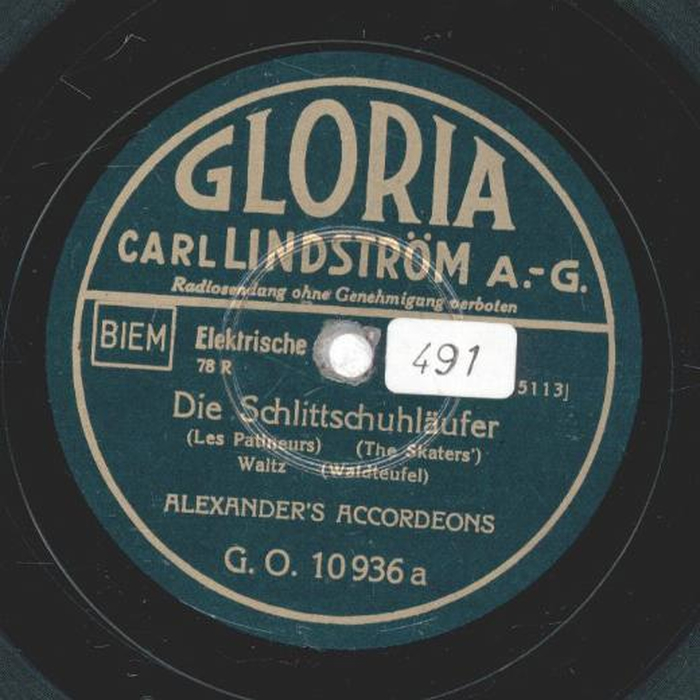 GLORIA
CARL LINDSTRÖM A.-G.
Radiosendung ohne Genehmigung verboten
BIEM Elektrische 491
78 R 5113]
Die Schlittschuhläufer
(Les Patineurs) (The Skaters')
Waltz (Waldteufel)
ALEXANDER'S ACCORDEONS
G. O. 10936 a